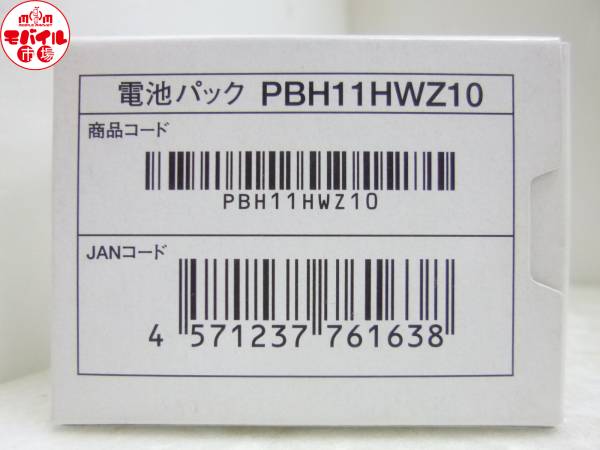 M&M
モバイル
市場
電池パック PBH11HWZ10
商品コード
PBH11HWZ10
JANコード
4 571237 761638